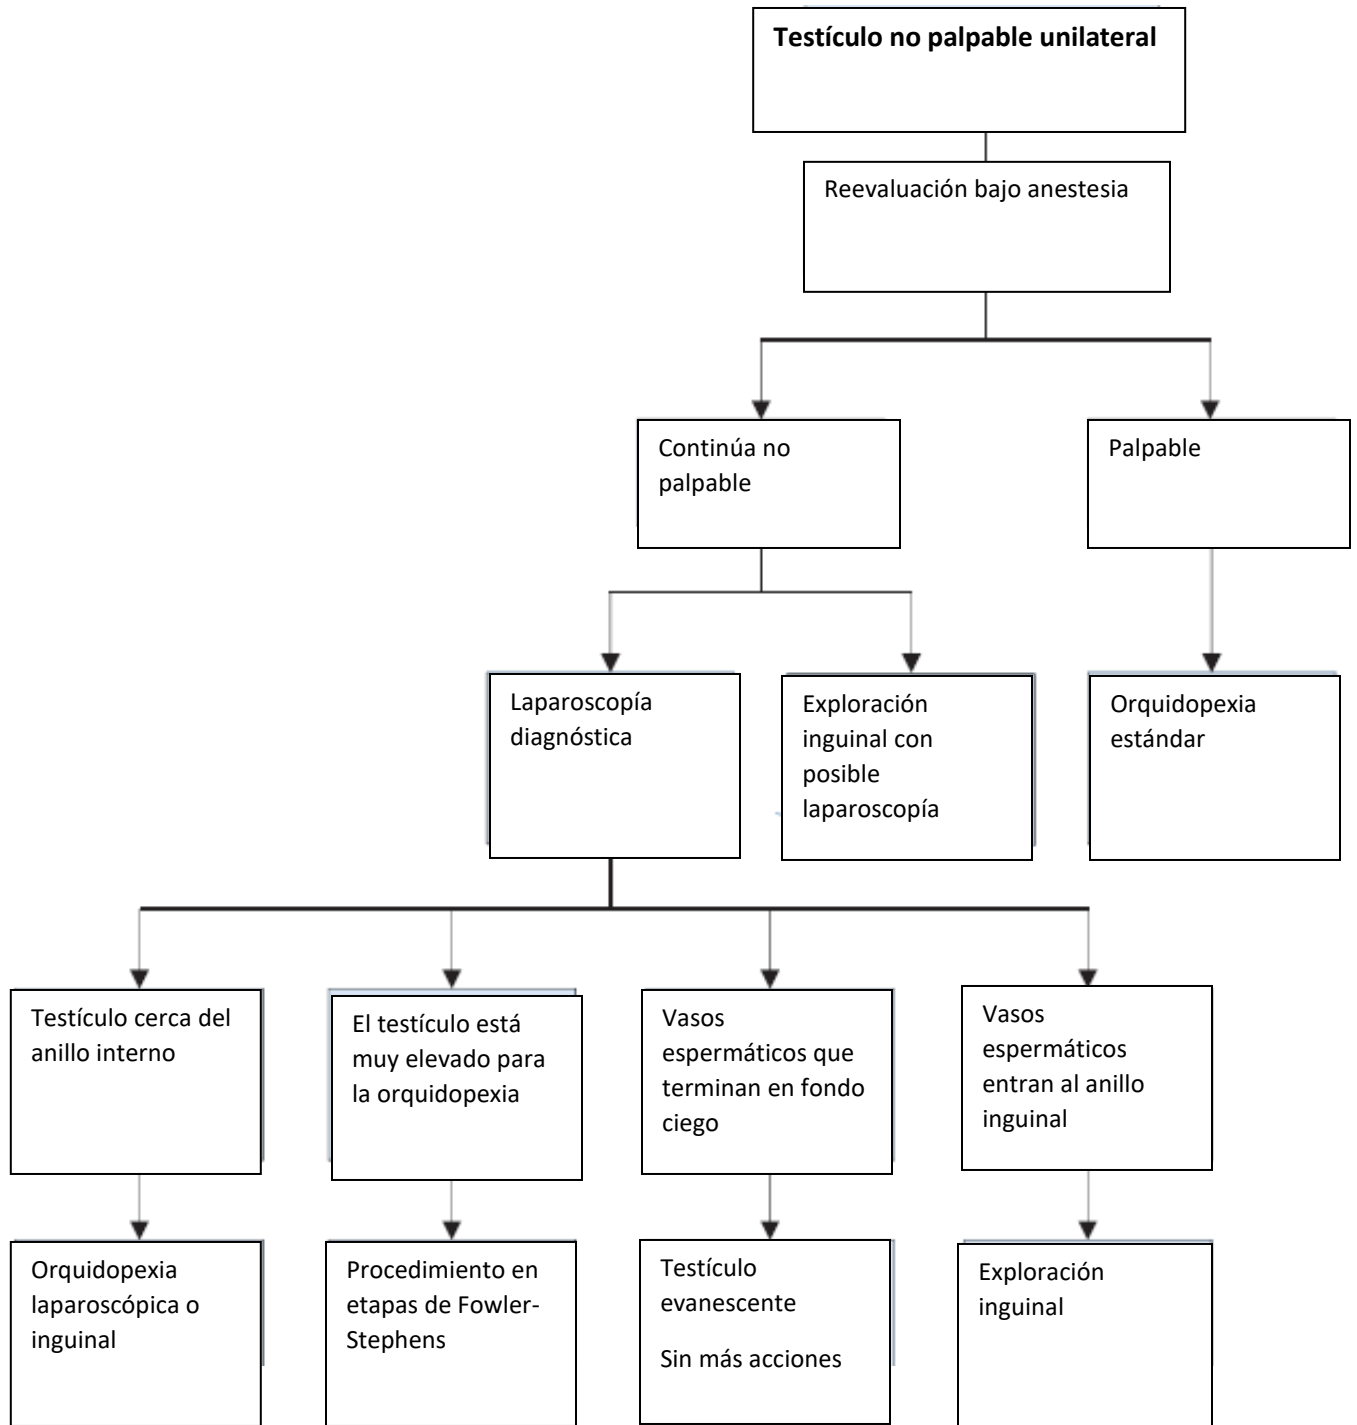 Testículo no palpable unilateral
Reevaluación bajo anestesia
Continúa no
palpable
Palpable
Laparoscopía
diagnóstica
Exploración
inguinal con
posible
laparoscopía
Orquidopexia
estándar
Testículo cerca del
anillo interno
El testículo está
muy elevado para
la orquidopexia
Vasos
espermáticos que
terminan en fondo
ciego
Vasos
espermáticos
entran al anillo
inguinal
Orquidopexia
laparoscópica o
inguinal
Procedimiento en
etapas de Fowler-
Stephens
Testículo
evanescente
Sin más acciones
Exploración
inguinal